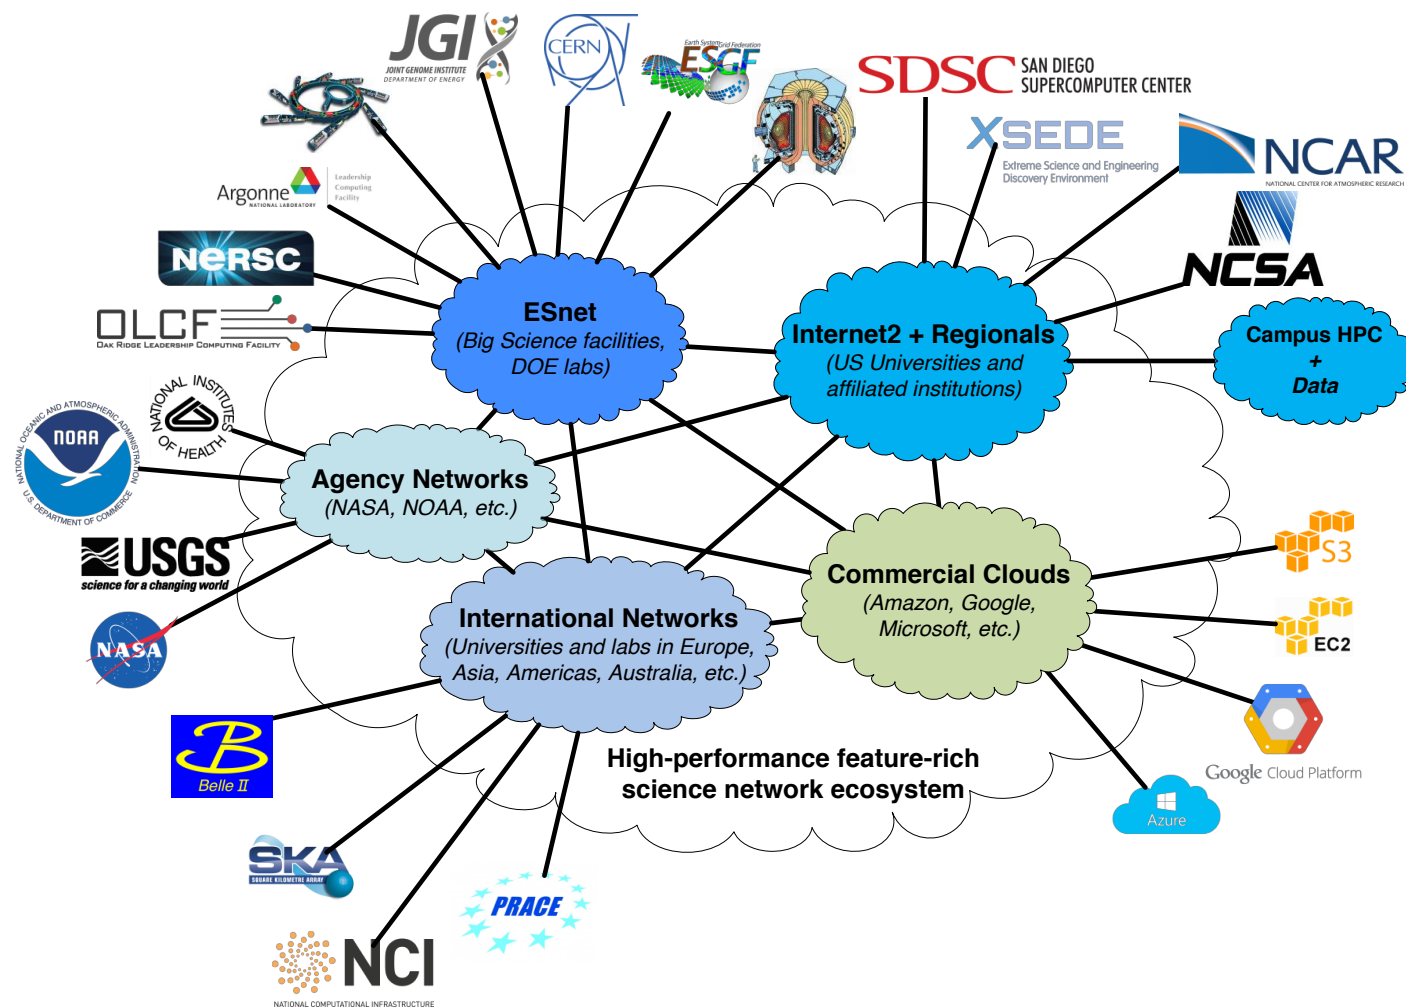 JGI
JOINT GENOME INSTITUTE
DEPARTMENT OF ENERGY
CERN
Earth System Grid Federation
ESGF
SDSC
SAN DIEGO
SUPERCOMPUTER CENTER
XSEDE
Extreme Science and Engineering
Discovery Environment
NCAR
NATIONAL CENTER FOR ATMOSPHERIC RESEARCH
Argonne
NATIONAL LABORATORY
Leadership
Computing
Facility
NERSC
NCSA
OLCF
OAK RIDGE LEADERSHIP COMPUTING FACILITY
ESnet
(Big Science facilities,
DOE labs)
Internet2 + Regionals
(US Universities and
affiliated institutions)
Campus HPC
+
Data
NATIONAL INSTITUTES
OF HEALTH
NATIONAL OCEANIC AND ATMOSPHERIC ADMINISTRATION
NOAA
U.S. DEPARTMENT OF COMMERCE
Agency Networks
(NASA, NOAA, etc.)
USGS
science for a changing world
S3
Commercial Clouds
(Amazon, Google,
Microsoft, etc.)
International Networks
(Universities and labs in Europe,
Asia, Americas, Australia, etc.)
EC2
NASA
Belle II
High-performance feature-rich
science network ecosystem
Google Cloud Platform
Azure
SKA
SQUARE KILOMETRE ARRAY
PRACE
NCI
NATIONAL COMPUTATIONAL INFRASTRUCTURE